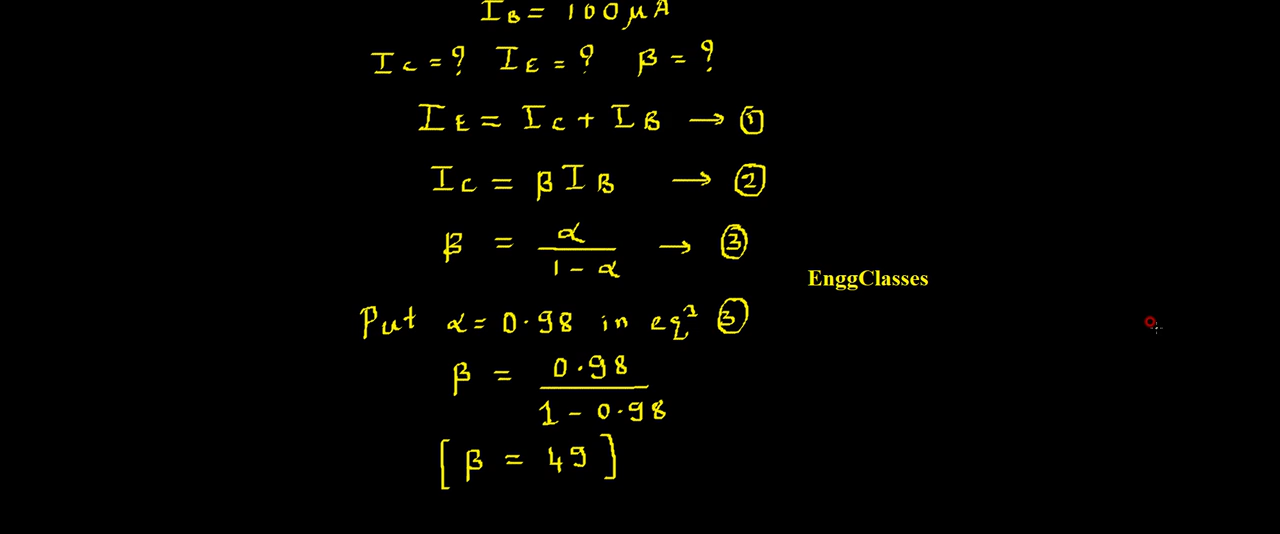 I_B = 100 μA
I_C = ? I_E = ? β = ?
I_E = I_C + I_B → ①
I_C = β I_B → ②
β = α / (1 - α) → ③
EnggClasses
Put α = 0.98 in eqⁿ ③
β = 0.98 / (1 - 0.98)
[ β = 49 ]